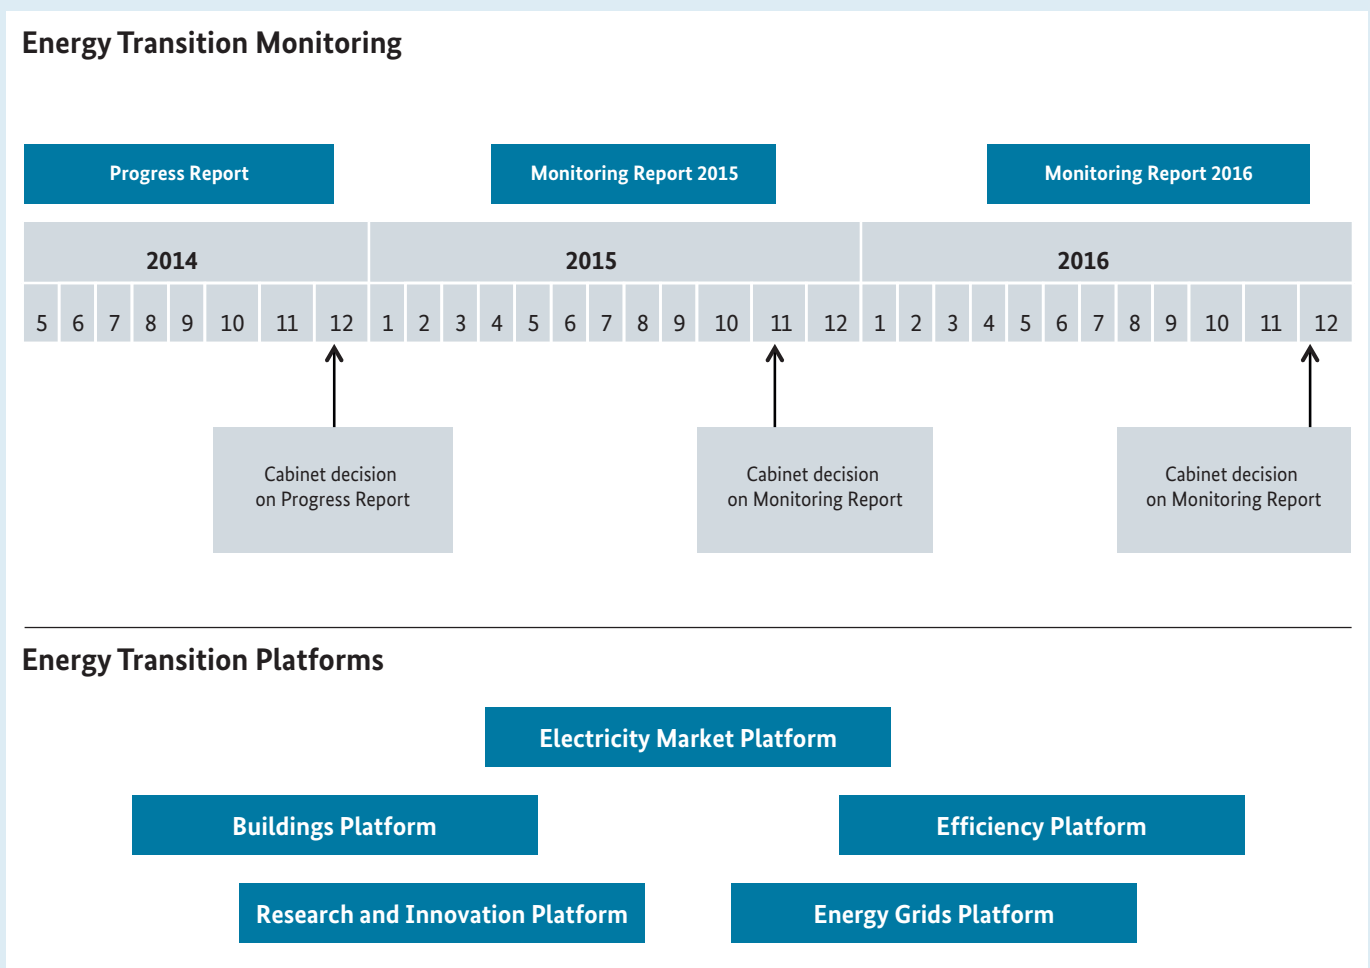 Energy Transition Monitoring
Progress Report
Monitoring Report 2015
Monitoring Report 2016
2014 2015 2016
5 6 7 8 9 10 11 12 1 2 3 4 5 6 7 8 9 10 11 12 1 2 3 4 5 6 7 8 9 10 11 12
Cabinet decision
on Progress Report
Cabinet decision
on Monitoring Report
Cabinet decision
on Monitoring Report
Energy Transition Platforms
Electricity Market Platform
Buildings Platform
Efficiency Platform
Research and Innovation Platform
Energy Grids Platform